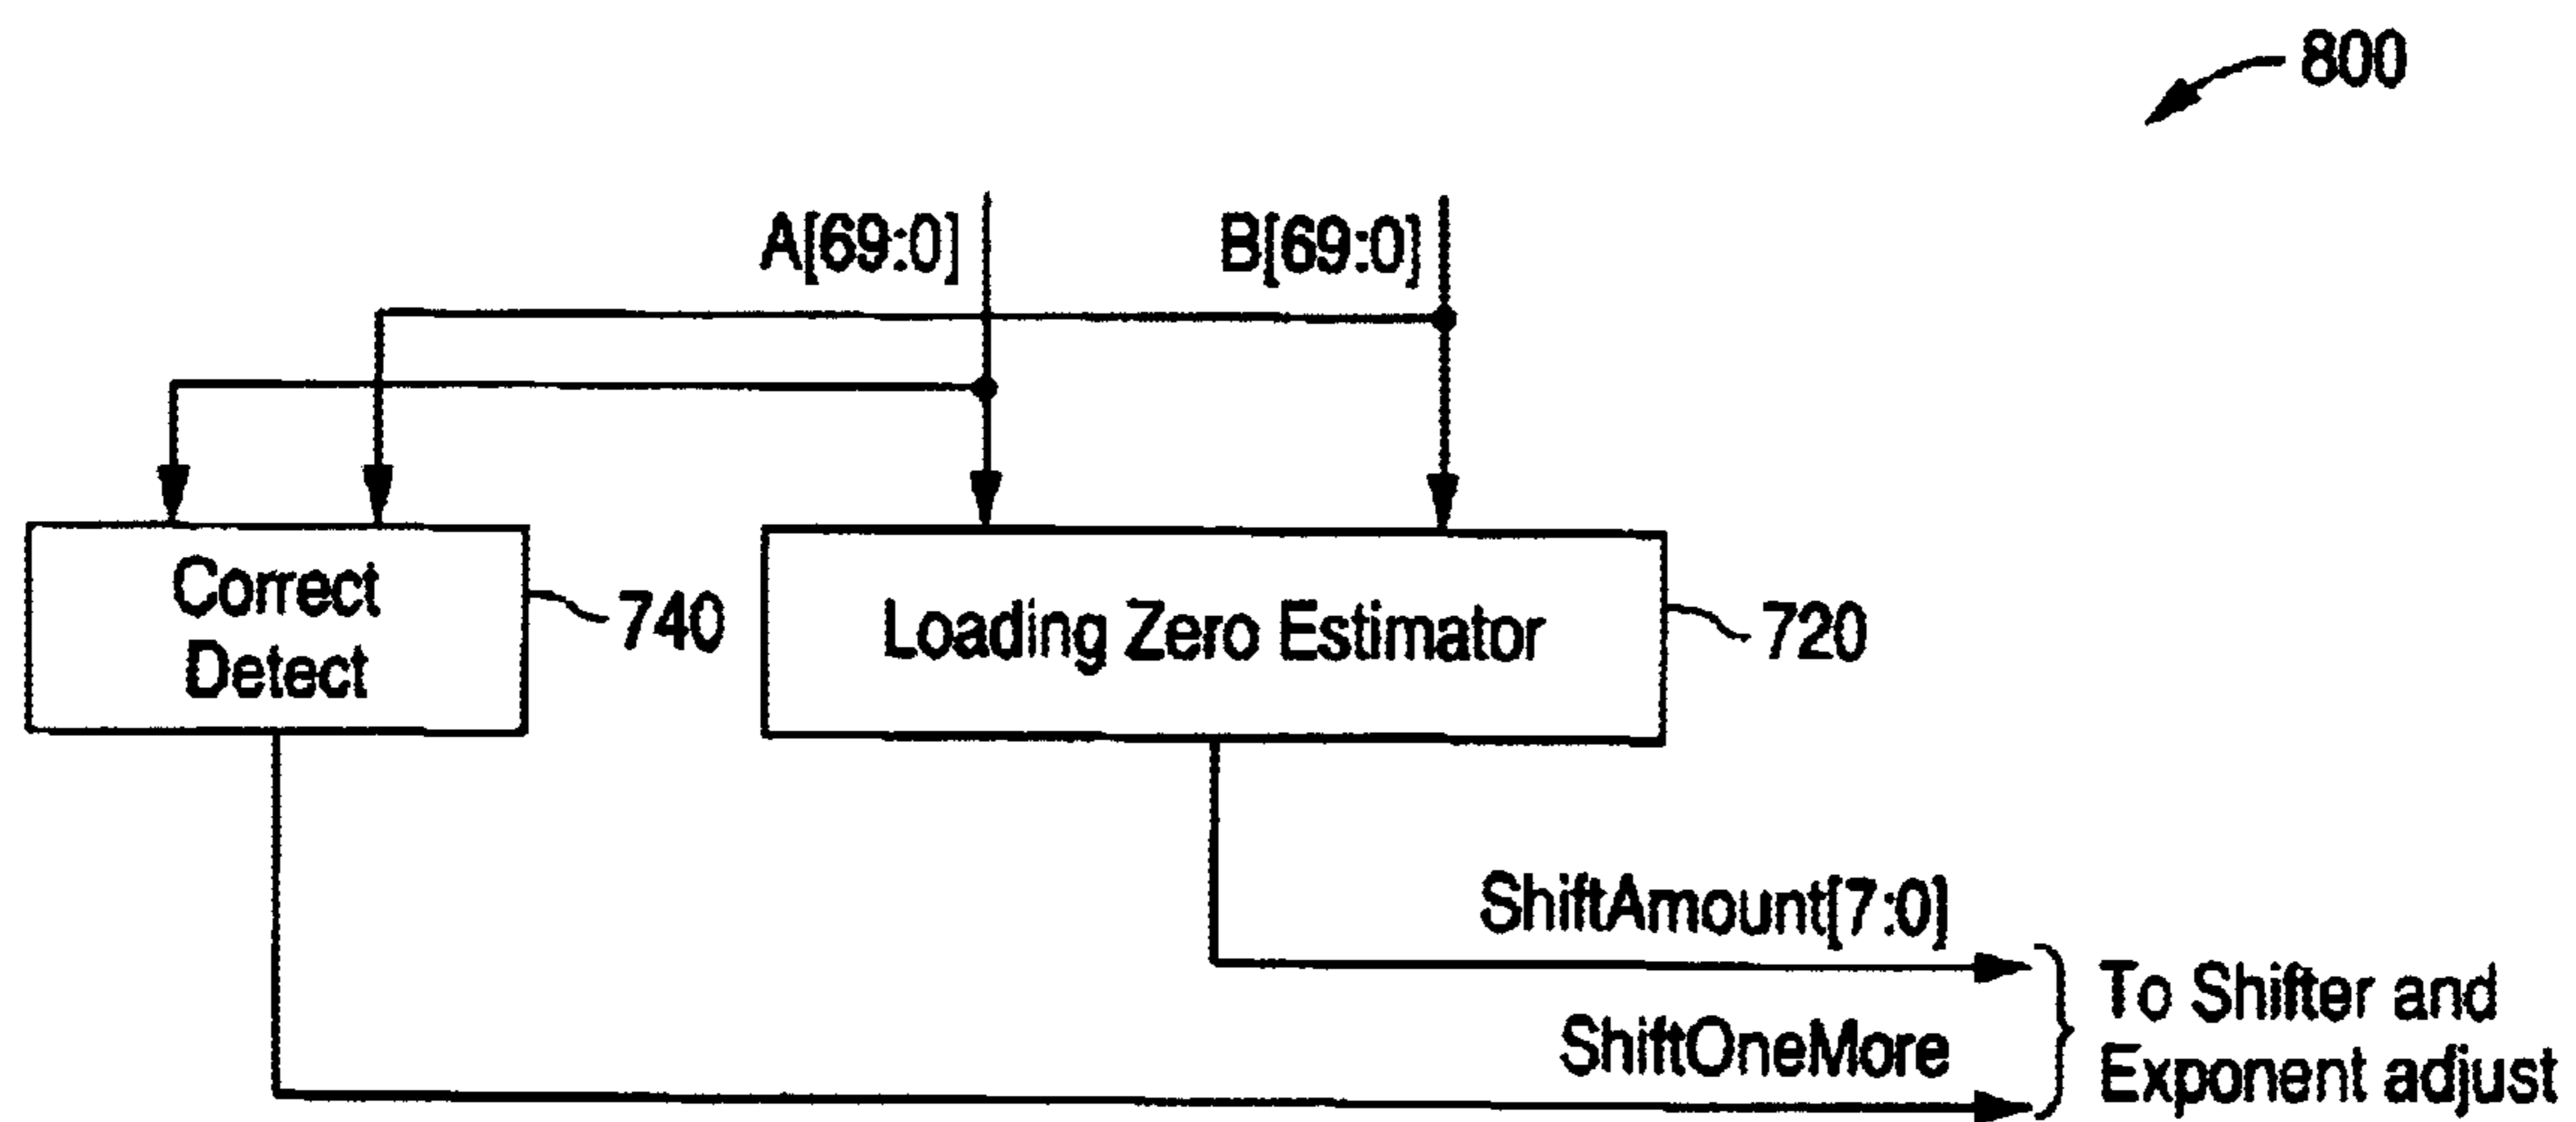 800
A[69:0]
B[69:0]
Correct
Detect
740
Loading Zero Estimator
720
ShiftAmount[7:0]
ShiftOneMore
To Shifter and
Exponent adjust